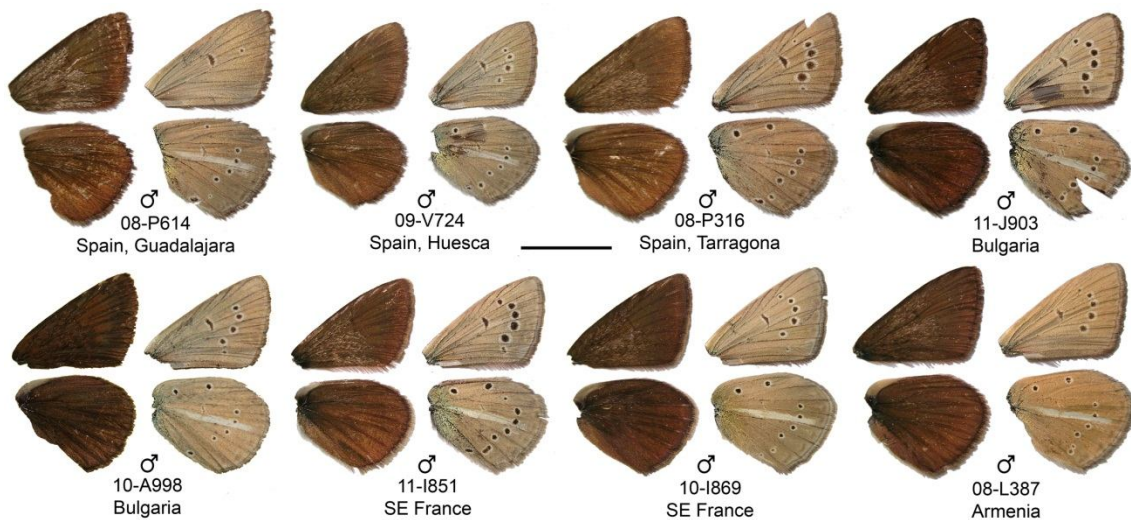 ♂
08-P614
Spain, Guadalajara
♂
09-V724
Spain, Huesca
♂
08-P316
Spain, Tarragona
♂
11-J903
Bulgaria
♂
10-A998
Bulgaria
♂
11-I851
SE France
♂
10-I869
SE France
♂
08-L387
Armenia